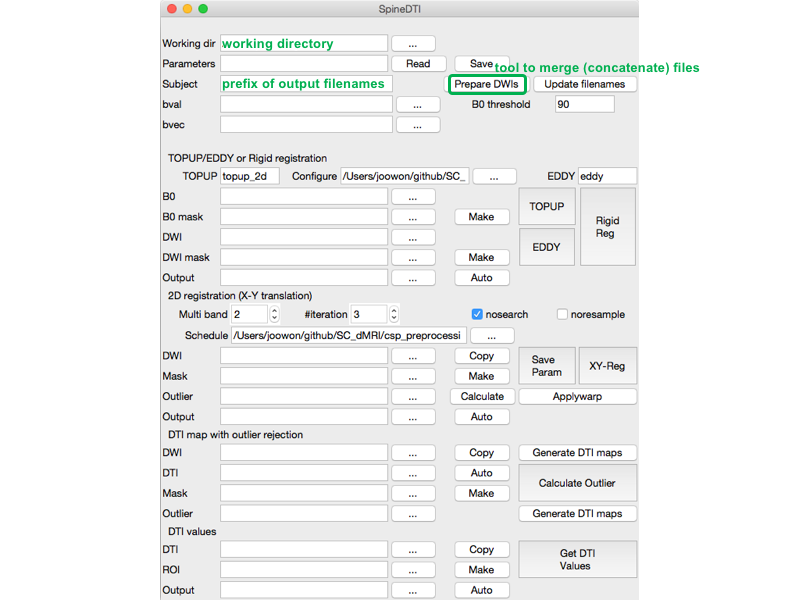 SpineDTI
Working dir working directory ...
Parameters Read Save
tool to merge (concatenate) files
Subject prefix of output filenames Prepare DWIs Update filenames
bval ... B0 threshold 90
bvec ...
TOPUP/EDDY or Rigid registration
TOPUP topup_2d Configure /Users/joowon/github/SC_ ... EDDY eddy
B0 ... TOPUP Rigid Reg
B0 mask ... Make
DWI ... EDDY
DWI mask ... Make
Output ... Auto
2D registration (X-Y translation)
Multi band 2 #iteration 3 nosearch noresample
Schedule /Users/joowon/github/SC_dMRI/csp_preprocessi ...
DWI ... Copy Save Param XY-Reg
Mask ... Make
Outlier ... Calculate Applywarp
Output ... Auto
DTI map with outlier rejection
DWI ... Copy Generate DTI maps
DTI ... Auto Calculate Outlier
Mask ... Make
Outlier ... Generate DTI maps
DTI values
DTI ... Copy Get DTI Values
ROI ... Make
Output ... Auto